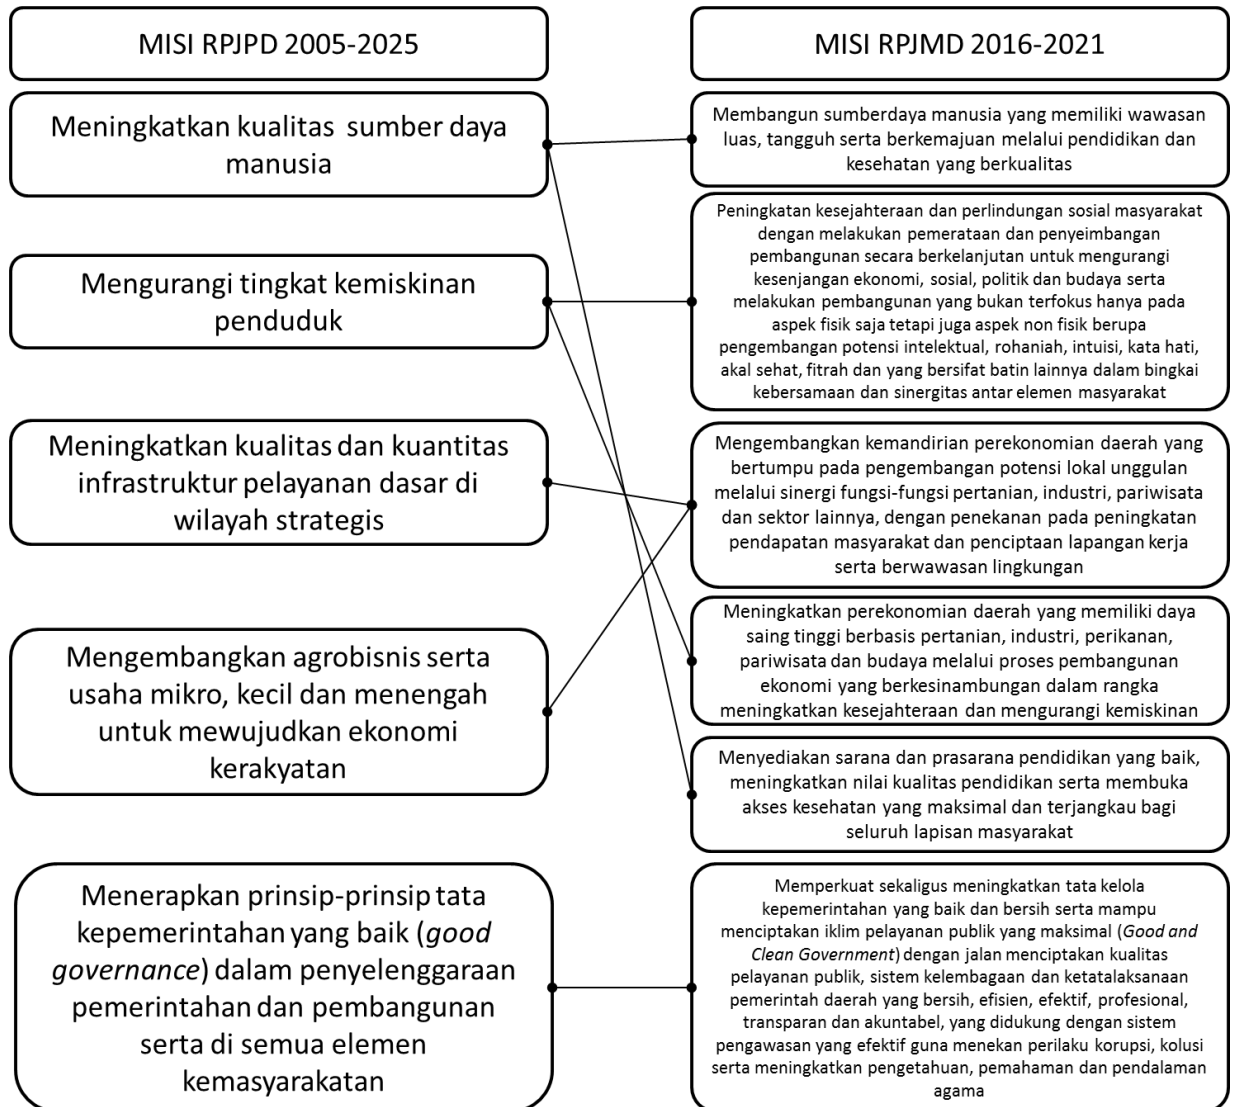 MISI RPJPD 2005-2025
Meningkatkan kualitas sumber daya
manusia
Mengurangi tingkat kemiskinan
penduduk
Meningkatkan kualitas dan kuantitas
infrastruktur pelayanan dasar di
wilayah strategis
Mengembangkan agrobisnis serta
usaha mikro, kecil dan menengah
untuk mewujudkan ekonomi
kerakyatan
Menerapkan prinsip-prinsip tata
kepemerintahan yang baik (good
governance) dalam penyelenggaraan
pemerintahan dan pembangunan
serta di semua elemen
kemasyarakatan
MISI RPJMD 2016-2021
Membangun sumberdaya manusia yang memiliki wawasan
luas, tangguh serta berkemajuan melalui pendidikan dan
kesehatan yang berkualitas
Peningkatan kesejahteraan dan perlindungan sosial masyarakat
dengan melakukan pemerataan dan penyeimbangan
pembangunan secara berkelanjutan untuk mengurangi
kesenjangan ekonomi, sosial, politik dan budaya serta
melakukan pembangunan yang bukan terfokus hanya pada
aspek fisik saja tetapi juga aspek non fisik berupa
pengembangan potensi intelektual, rohaniah, intuisi, kata hati,
akal sehat, fitrah dan yang bersifat batin lainnya dalam bingkai
kebersamaan dan sinergitas antar elemen masyarakat
Mengembangkan kemandirian perekonomian daerah yang
bertumpu pada pengembangan potensi lokal unggulan
melalui sinergi fungsi-fungsi pertanian, industri, pariwisata
dan sektor lainnya, dengan penekanan pada peningkatan
pendapatan masyarakat dan penciptaan lapangan kerja
serta berwawasan lingkungan
Meningkatkan perekonomian daerah yang memiliki daya
saing tinggi berbasis pertanian, industri, perikanan,
pariwisata dan budaya melalui proses pembangunan
ekonomi yang berkesinambungan dalam rangka
meningkatkan kesejahteraan dan mengurangi kemiskinan
Menyediakan sarana dan prasarana pendidikan yang baik,
meningkatkan nilai kualitas pendidikan serta membuka
akses kesehatan yang maksimal dan terjangkau bagi
seluruh lapisan masyarakat
Memperkuat sekaligus meningkatkan tata kelola
kepemerintahan yang baik dan bersih serta mampu
menciptakan iklim pelayanan publik yang maksimal (Good and
Clean Government) dengan jalan menciptakan kualitas
pelayanan publik, sistem kelembagaan dan ketatalaksanaan
pemerintah daerah yang bersih, efisien, efektif, profesional,
transparan dan akuntabel, yang didukung dengan sistem
pengawasan yang efektif guna menekan perilaku korupsi, kolusi
serta meningkatkan pengetahuan, pemahaman dan pendalaman
agama